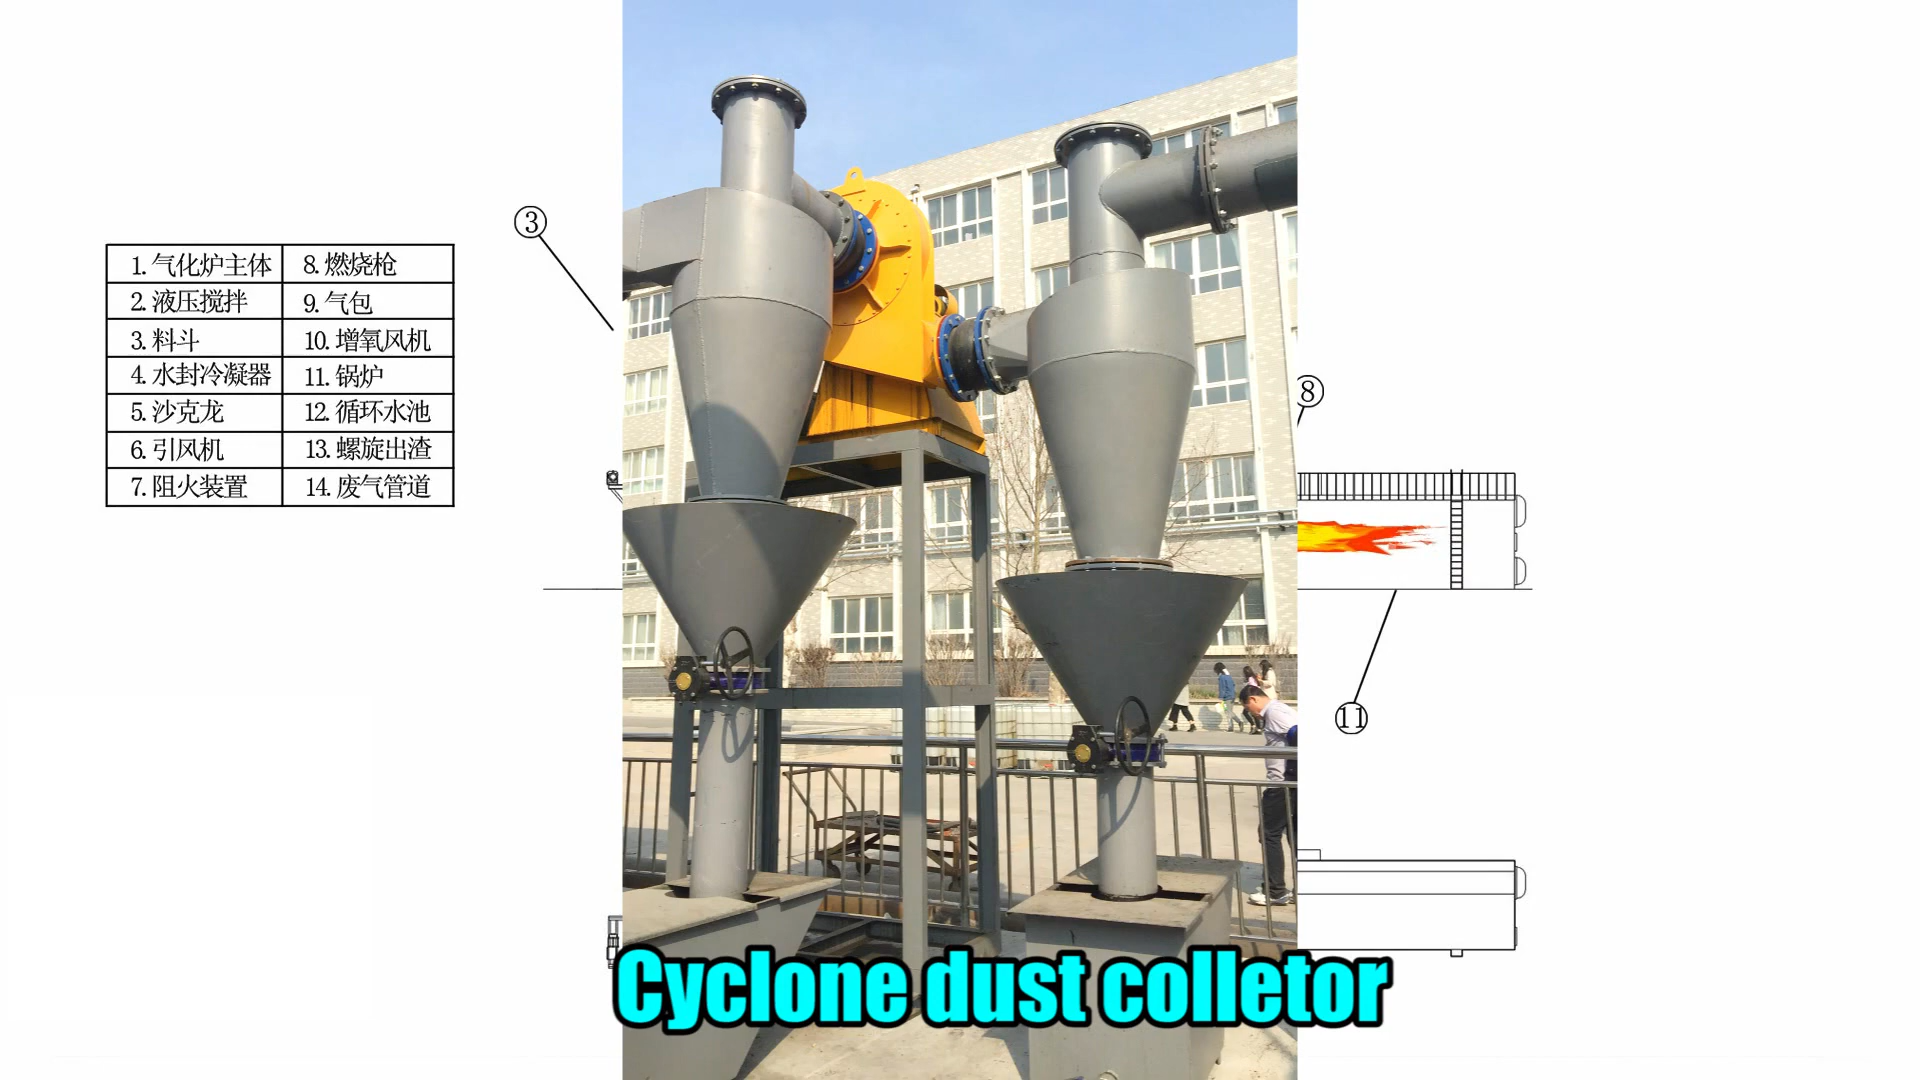 ③
1.气化炉主体 8.燃烧枪
2.液压搅拌 9.气包
3.料斗 10.增氧风机
4.水封冷凝器 11.锅炉
5.沙克龙 12.循环水池
6.引风机 13.螺旋出渣
7.阻火装置 14.废气管道
⑧
⑪
Cyclone dust colletor